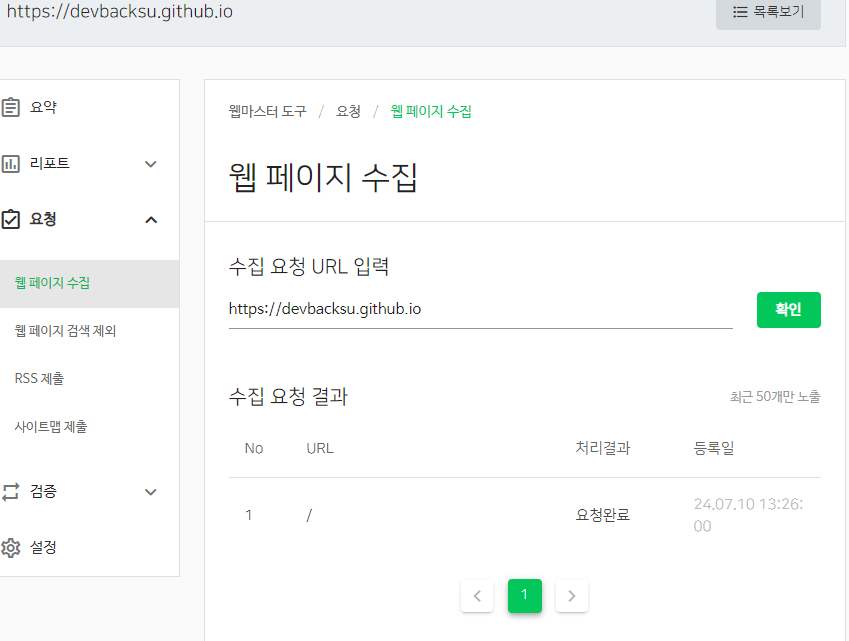 https://devbacksu.github.io
목록보기
요약
리포트
요청
웹 페이지 수집
웹 페이지 검색 제외
RSS 제출
사이트맵 제출
검증
설정
웹마스터 도구 / 요청 / 웹 페이지 수집
웹 페이지 수집
수집 요청 URL 입력
https://devbacksu.github.io
확인
수집 요청 결과
최근 50개만 노출
No URL 처리결과 등록일
1 / 요청완료 24.07.10 13:26:
00
1